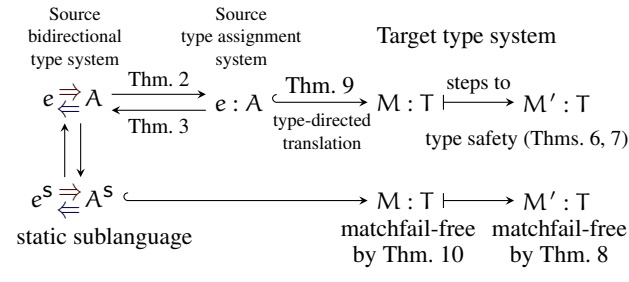 Source
bidirectional
type system
Source
type assignment
system
Target type system
e ⇉⇇ A
Thm. 2
Thm. 3
e : A
Thm. 9
type-directed
translation
M : T
steps to
M′ : T
type safety (Thms. 6, 7)
eˢ ⇉⇇ Aˢ
static sublanguage
M : T
M′ : T
matchfail-free
by Thm. 10
matchfail-free
by Thm. 8